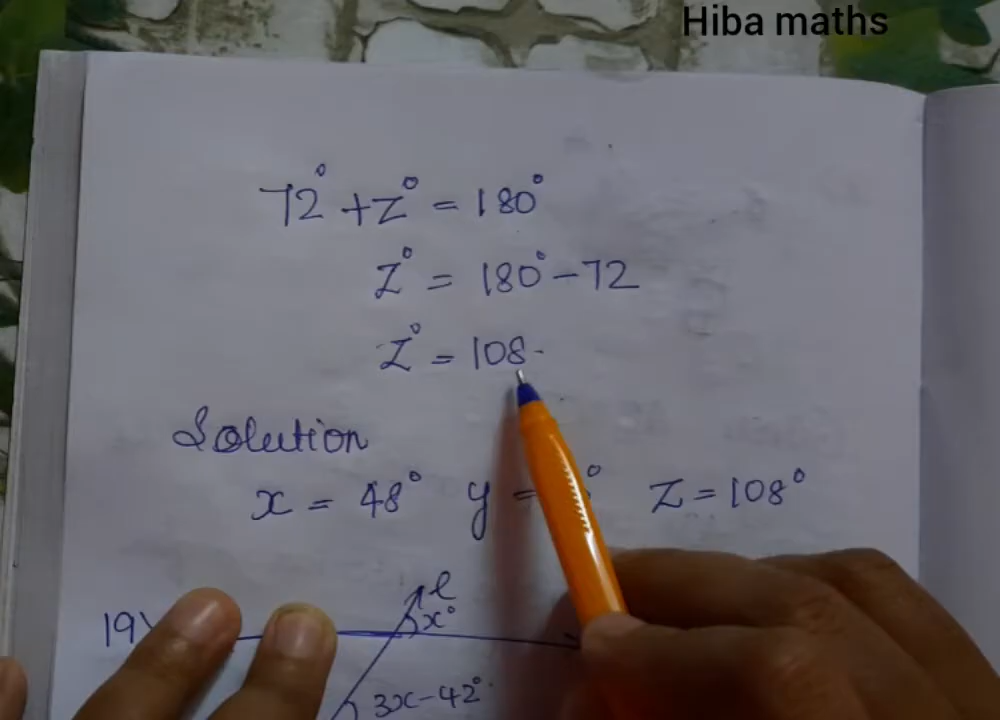 Hiba maths
72° + z° = 180°
z° = 180° - 72
z° = 108
Solution
x = 48° y = ° z = 108°
l
19) x°
3x - 42°